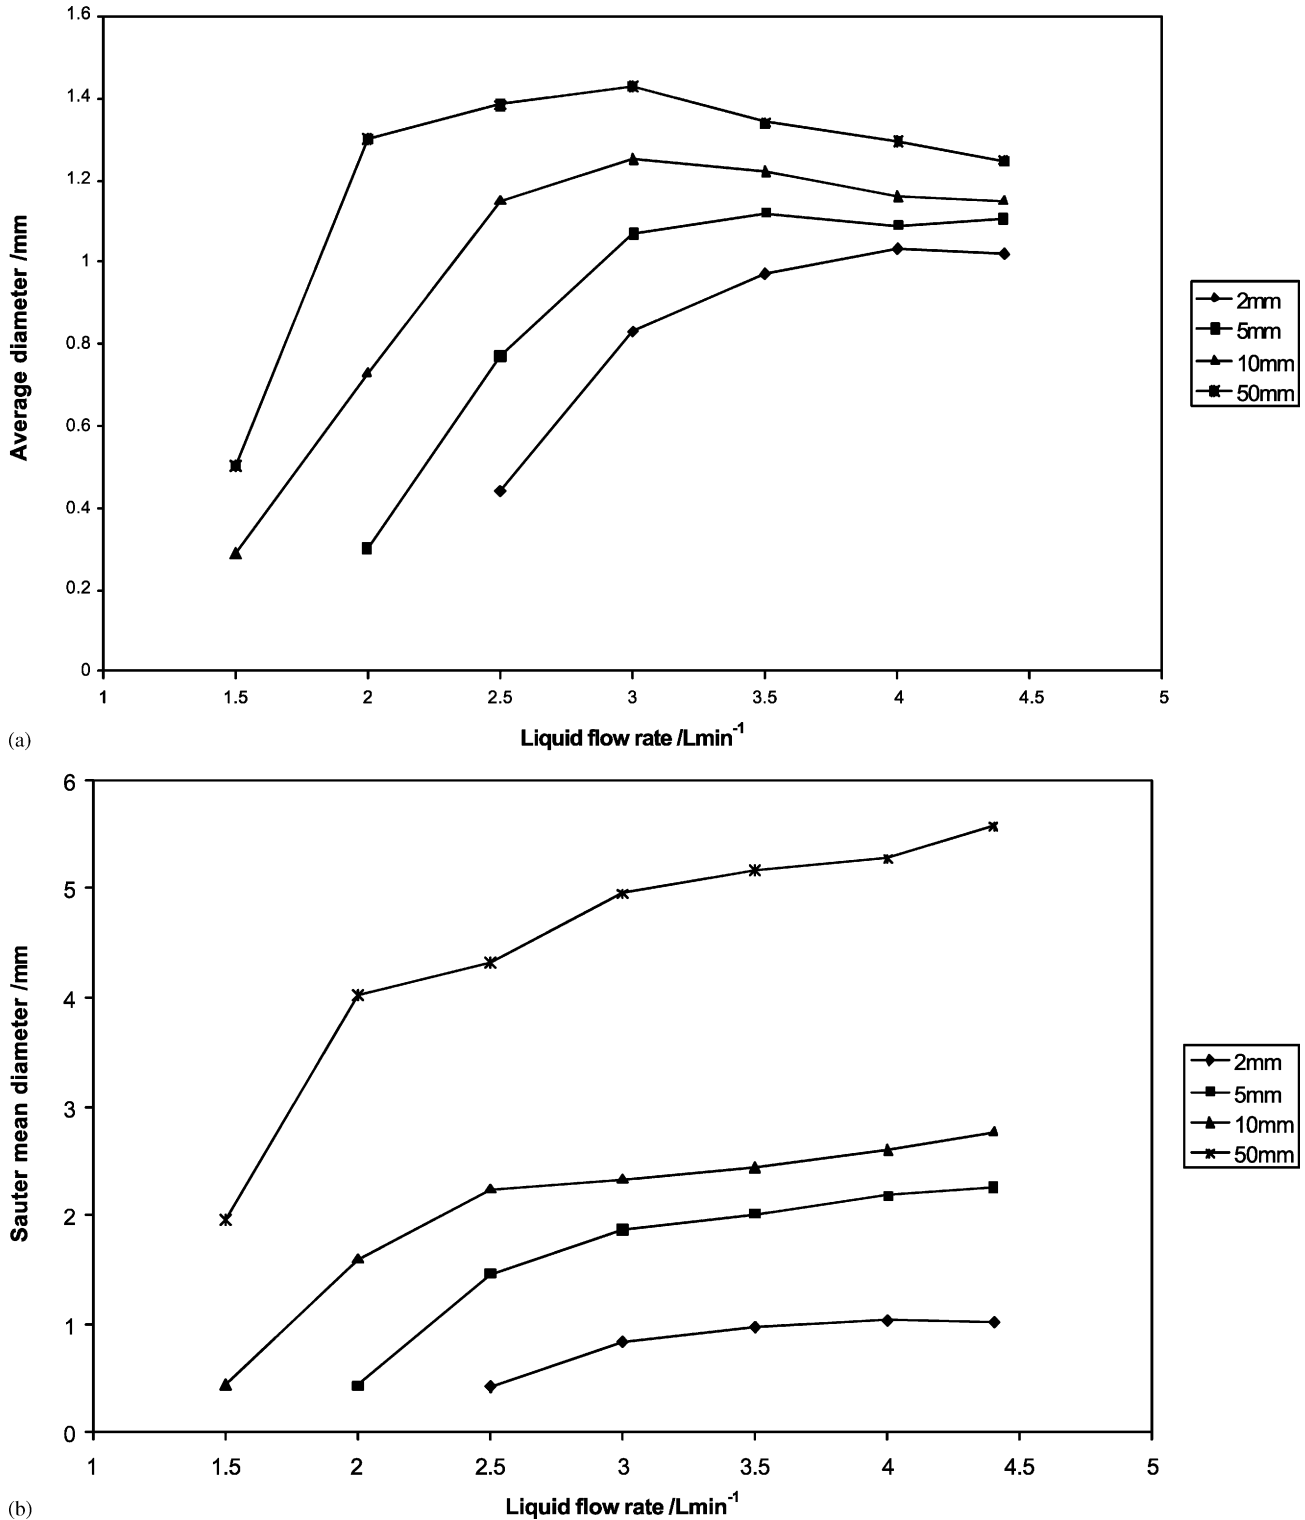 1.6
1.4
1.2
1
0.8
0.6
0.4
0.2
0
Average diameter /mm
1 1.5 2 2.5 3 3.5 4 4.5 5
Liquid flow rate /Lmin-1
2mm
5mm
10mm
50mm
(a)
6
5
4
3
2
1
0
Sauter mean diameter /mm
1 1.5 2 2.5 3 3.5 4 4.5 5
Liquid flow rate /Lmin-1
2mm
5mm
10mm
50mm
(b)